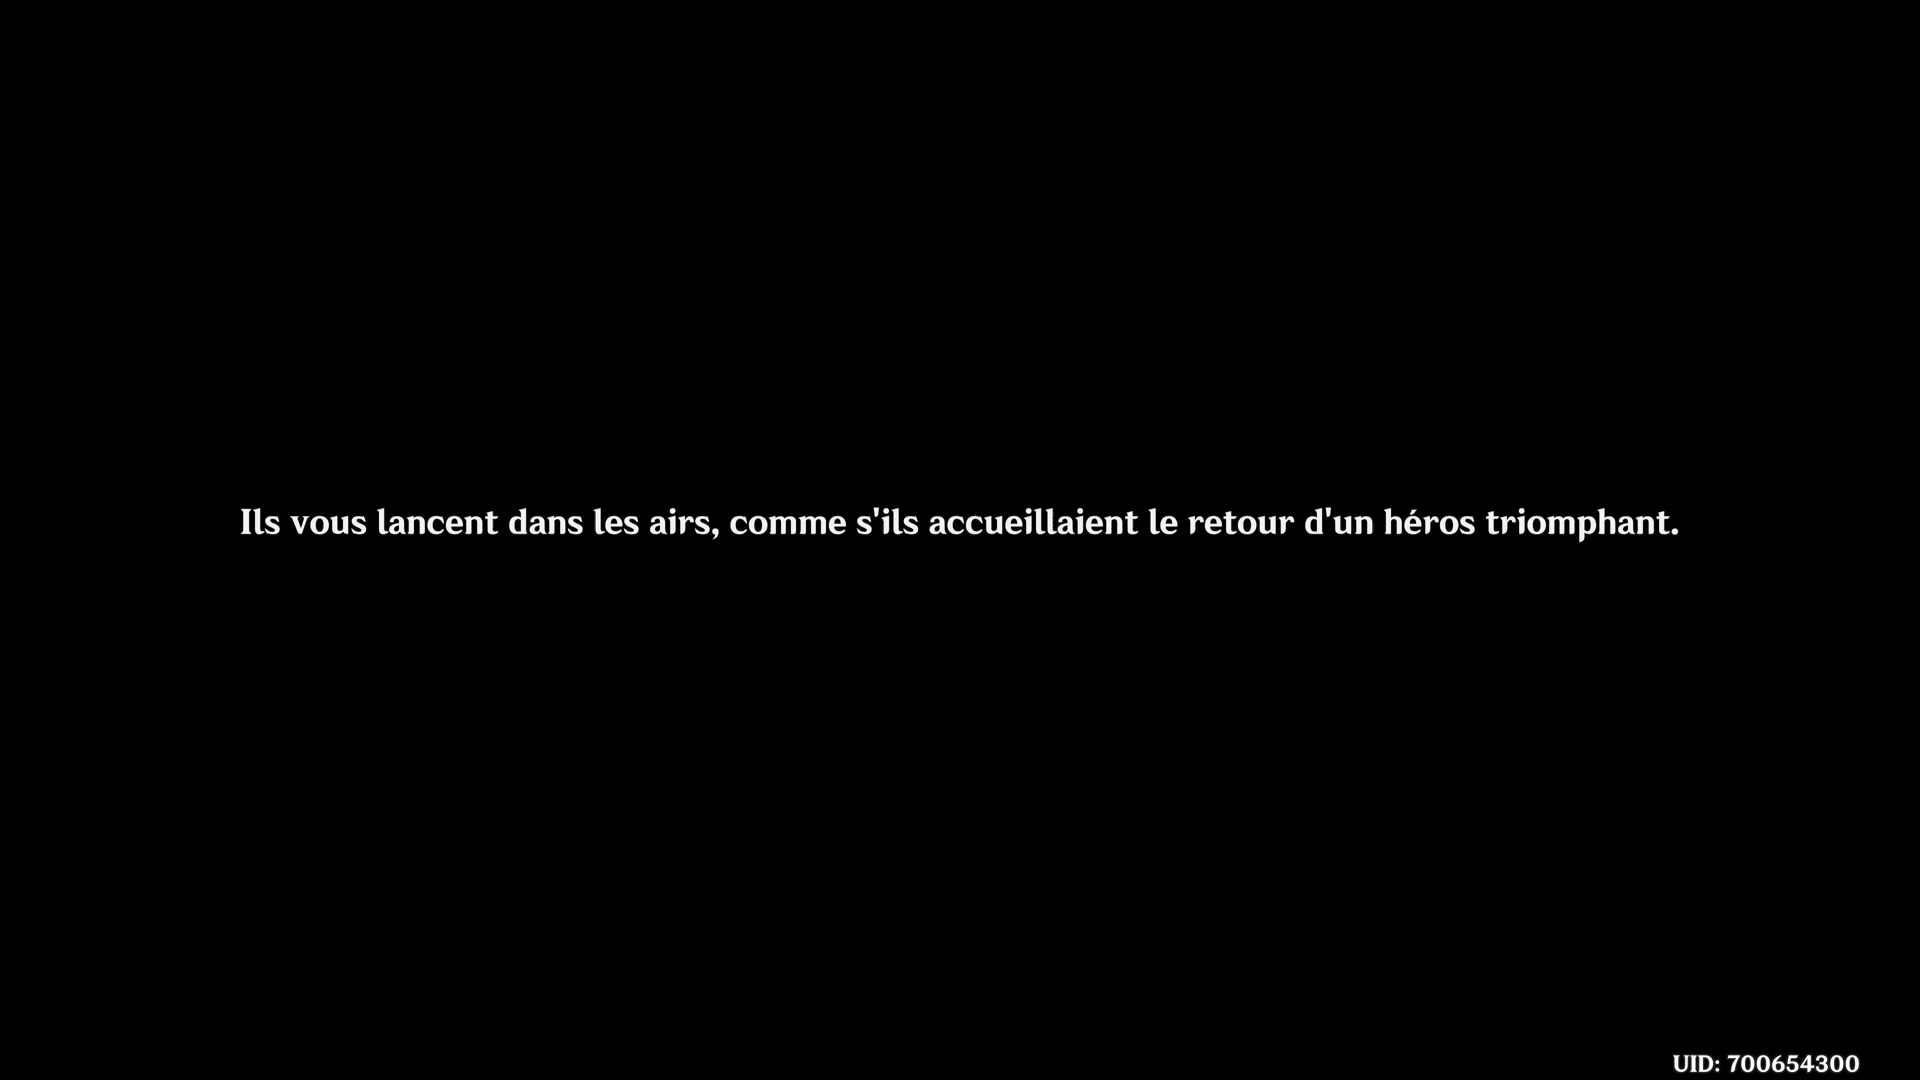 Ils vous lancent dans les airs, comme s'ils accueillaient le retour d'un héros triomphant.
UID: 700654300